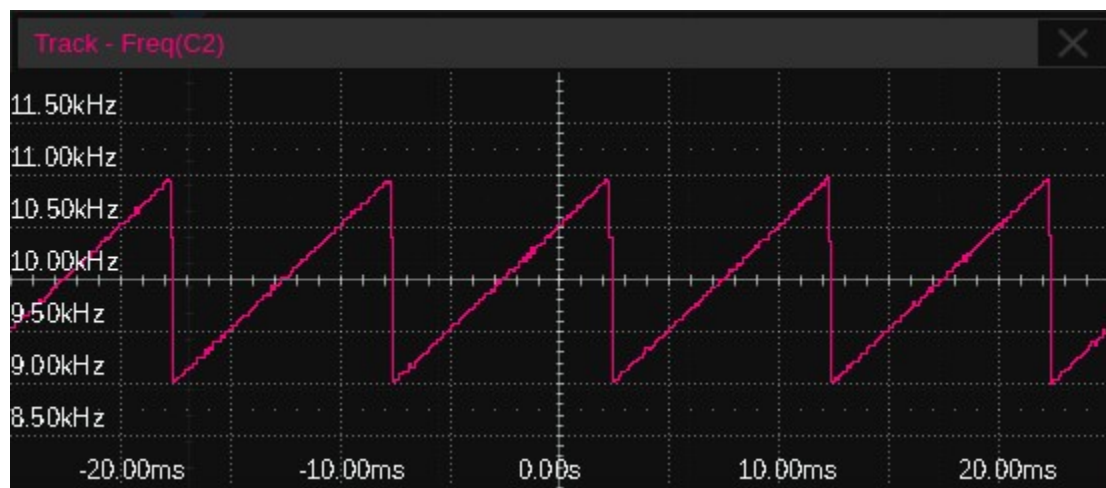 Track - Freq(C2)
11.50kHz
11.00kHz
10.50kHz
10.00kHz
9.50kHz
9.00kHz
8.50kHz
-20.00ms -10.00ms 0.00s 10.00ms 20.00ms